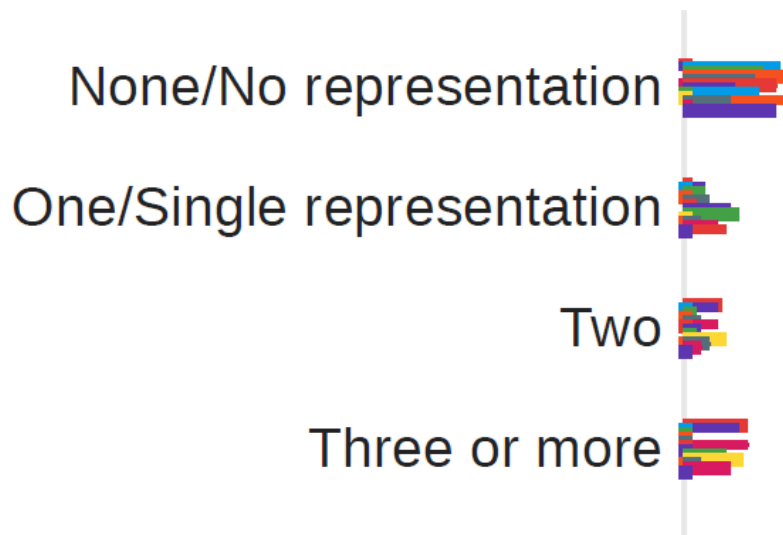 None/No representation
One/Single representation
Two
Three or more